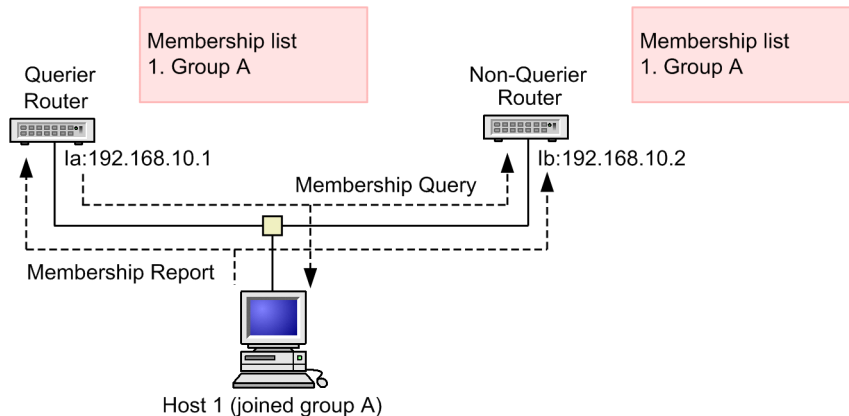 Membership list
1. Group A
Membership list
1. Group A
Querier
Router
Non-Querier
Router
Ia:192.168.10.1
Ib:192.168.10.2
Membership Query
Membership Report
Host 1 (joined group A)